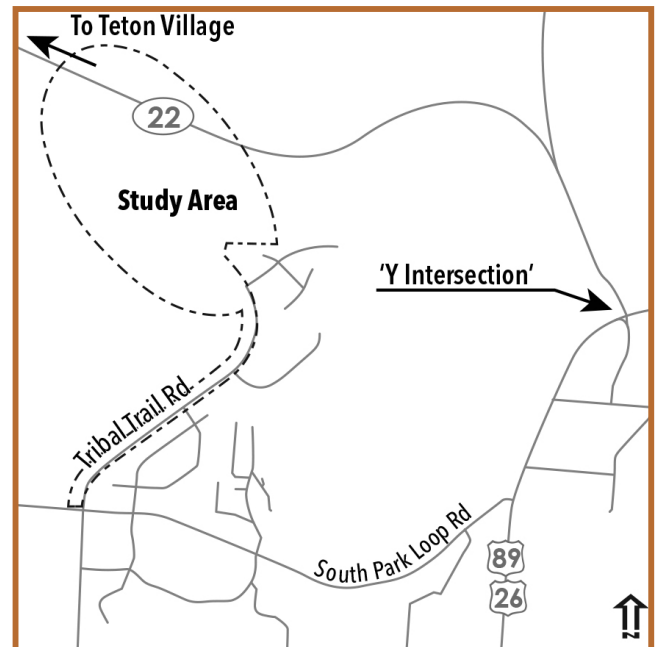 To Teton Village
22
Study Area
'Y Intersection'
Tribal Trail Rd
South Park Loop Rd
89
26
N